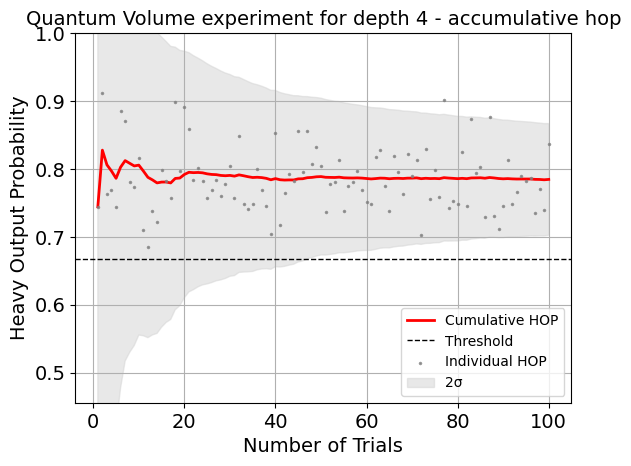 Quantum Volume experiment for depth 4 - accumulative hop
Heavy Output Probability
1.0
0.9
0.8
0.7
0.6
0.5
0 20 40 60 80 100
Number of Trials
Cumulative HOP
Threshold
Individual HOP
2σ